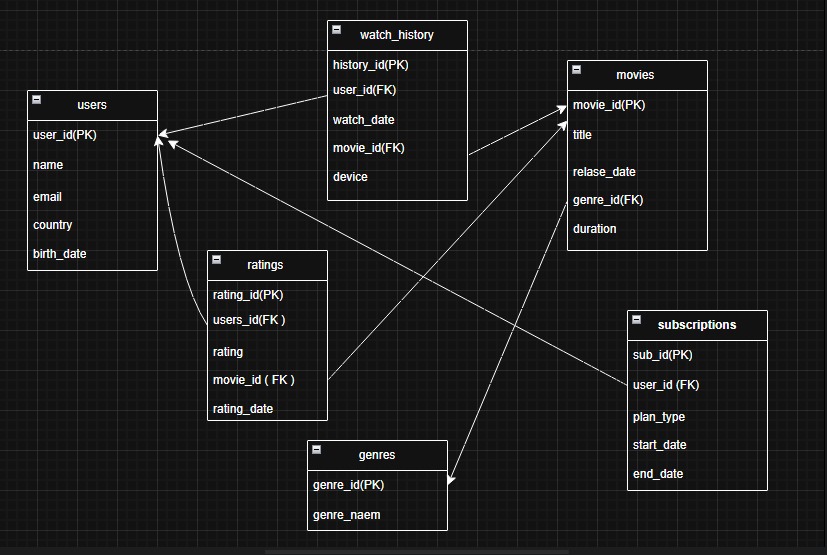 watch_history
history_id(PK)
user_id(FK)
watch_date
movie_id(FK)
device
movies
movie_id(PK)
title
relase_date
genre_id(FK)
duration
users
user_id(PK)
name
email
country
birth_date
ratings
rating_id(PK)
users_id(FK )
rating
movie_id ( FK )
rating_date
subscriptions
sub_id(PK)
user_id (FK)
plan_type
start_date
end_date
genres
genre_id(PK)
genre_naem